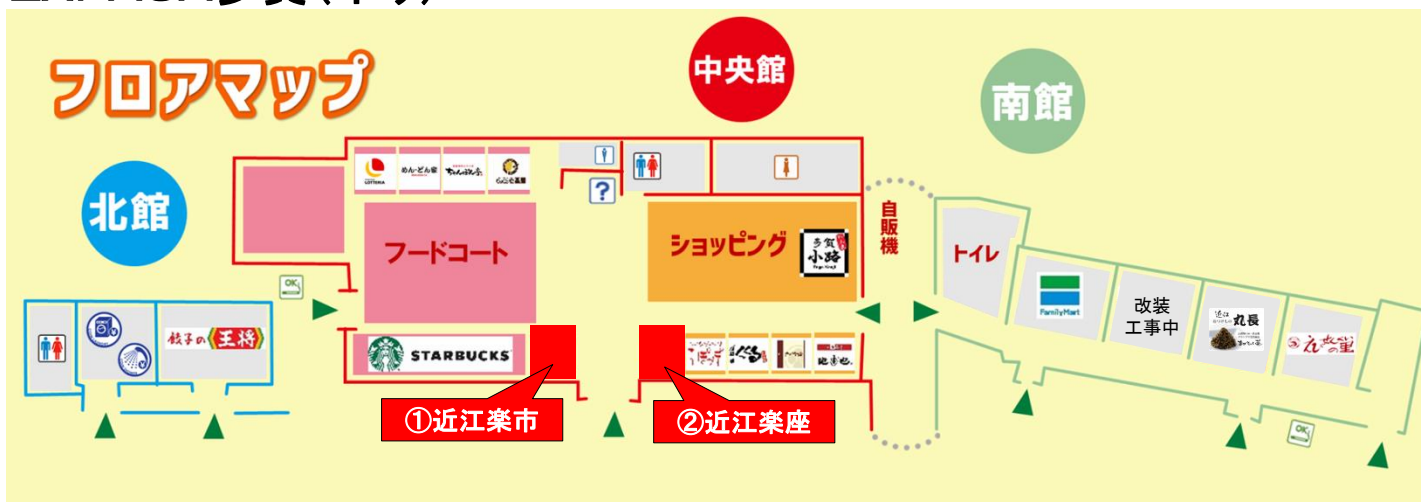 フロアマップ
中央館
南館
北館
LOTTERIA
めん・どん家
ちゃんぽん亭
?
フードコート
ショッピング
多賀
小路
自販機
トイレ
FamilyMart
改装
工事中
近江
丸長
餃子の王将
STARBUCKS
OK
OK
①近江楽市
②近江楽座